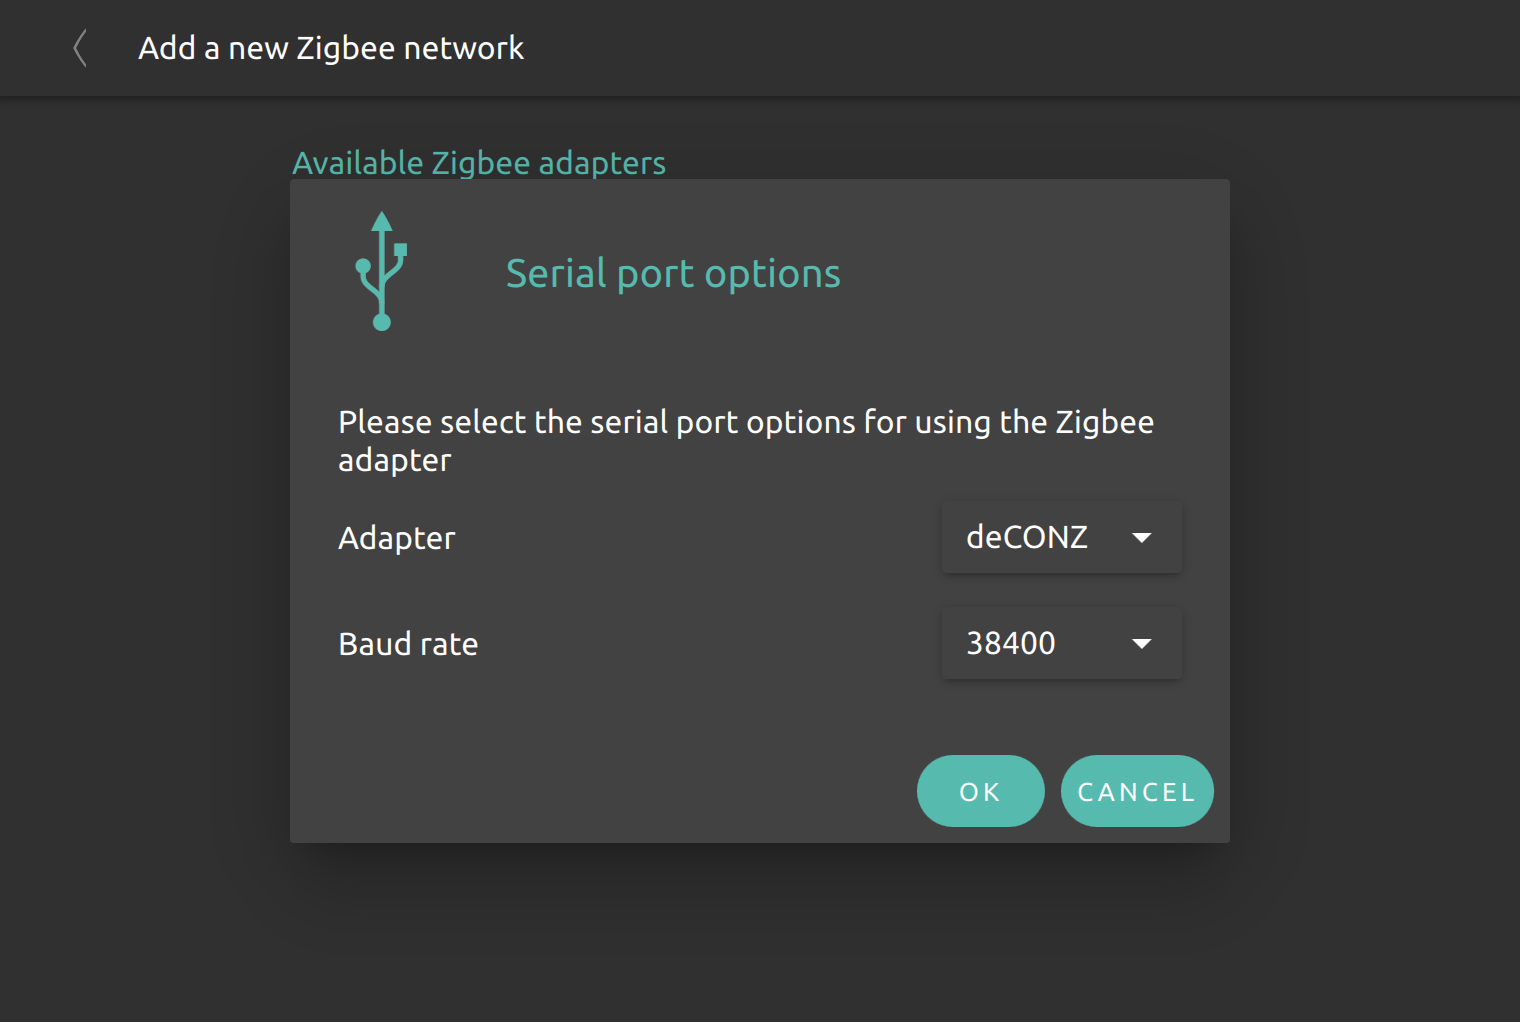 Add a new Zigbee network
Available Zigbee adapters
Serial port options
Please select the serial port options for using the Zigbee
adapter
Adapter
deCONZ
Baud rate
38400
OK
CANCEL